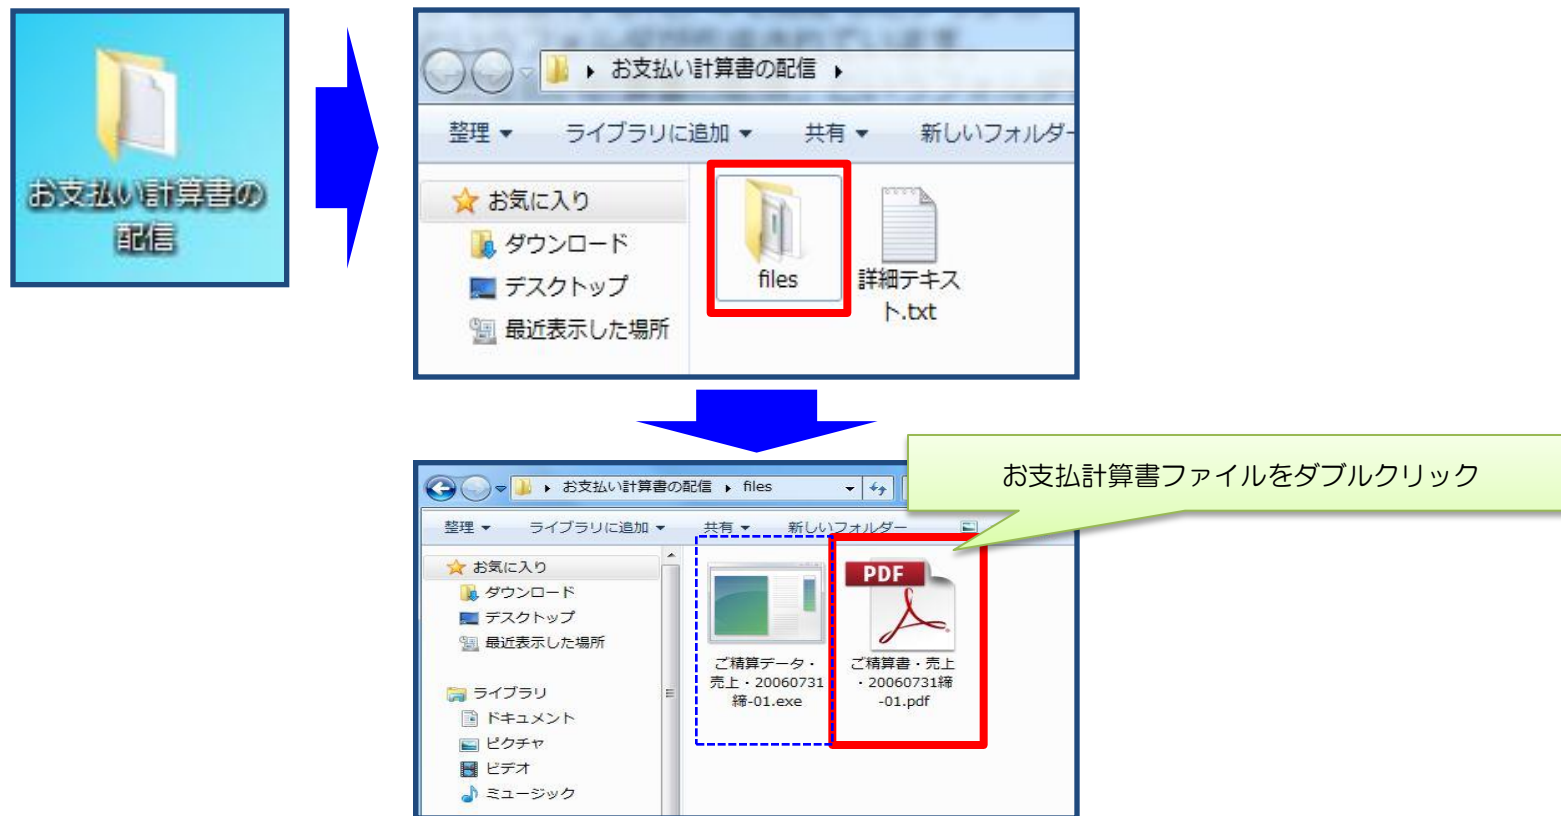 お支払い計算書の
配信
お支払い計算書の配信
整理 ライブラリに追加 共有 新しいフォルダー
お気に入り
ダウンロード
デスクトップ
最近表示した場所
files
詳細テキス
ト.txt
お支払計算書ファイルをダブルクリック
お支払い計算書の配信 files
整理 ライブラリに追加 共有 新しいフォルダー
お気に入り
ダウンロード
デスクトップ
最近表示した場所
ライブラリ
ドキュメント
ピクチャ
ビデオ
ミュージック
ご精算データ・
売上・20060731
締-01.exe
PDF
ご精算書・売上
・20060731締
-01.pdf